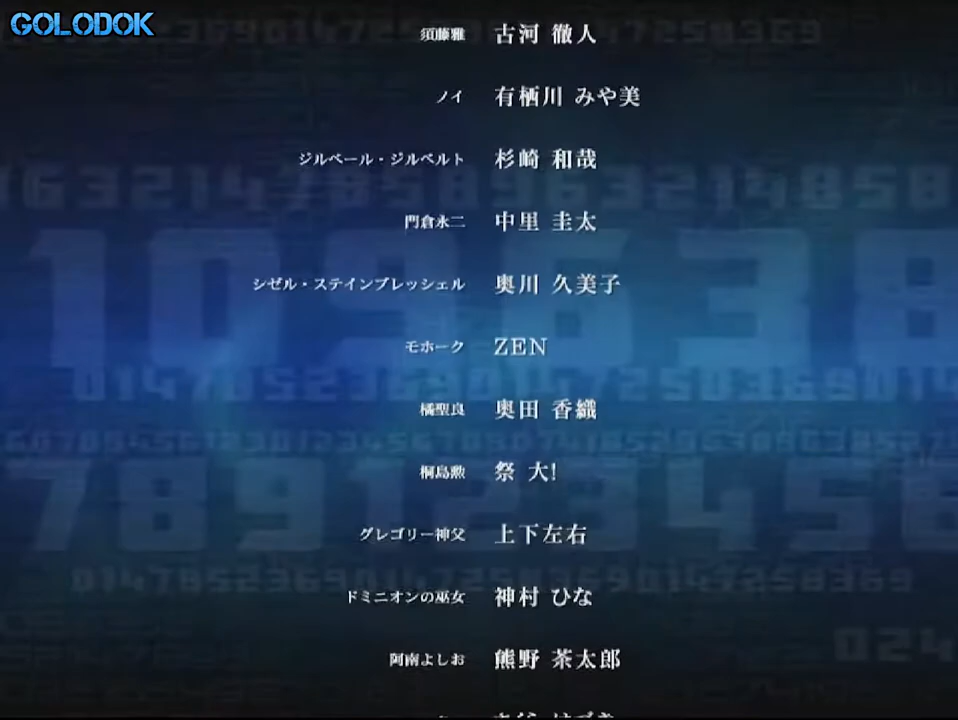 GOLODOK
須藤雅 古河 徹人
ノイ 有栖川 みや美
ジルベール・ジルベルト 杉崎 和哉
門倉永二 中里 圭太
シゼル・ステインブレッシェル 奥川 久美子
モホーク ZEN
橘聖良 奥田 香織
桐島勲 祭 大!
グレゴリー神父 上下左右
ドミニオンの巫女 神村 ひな
阿南よしお 熊野 茶太郎